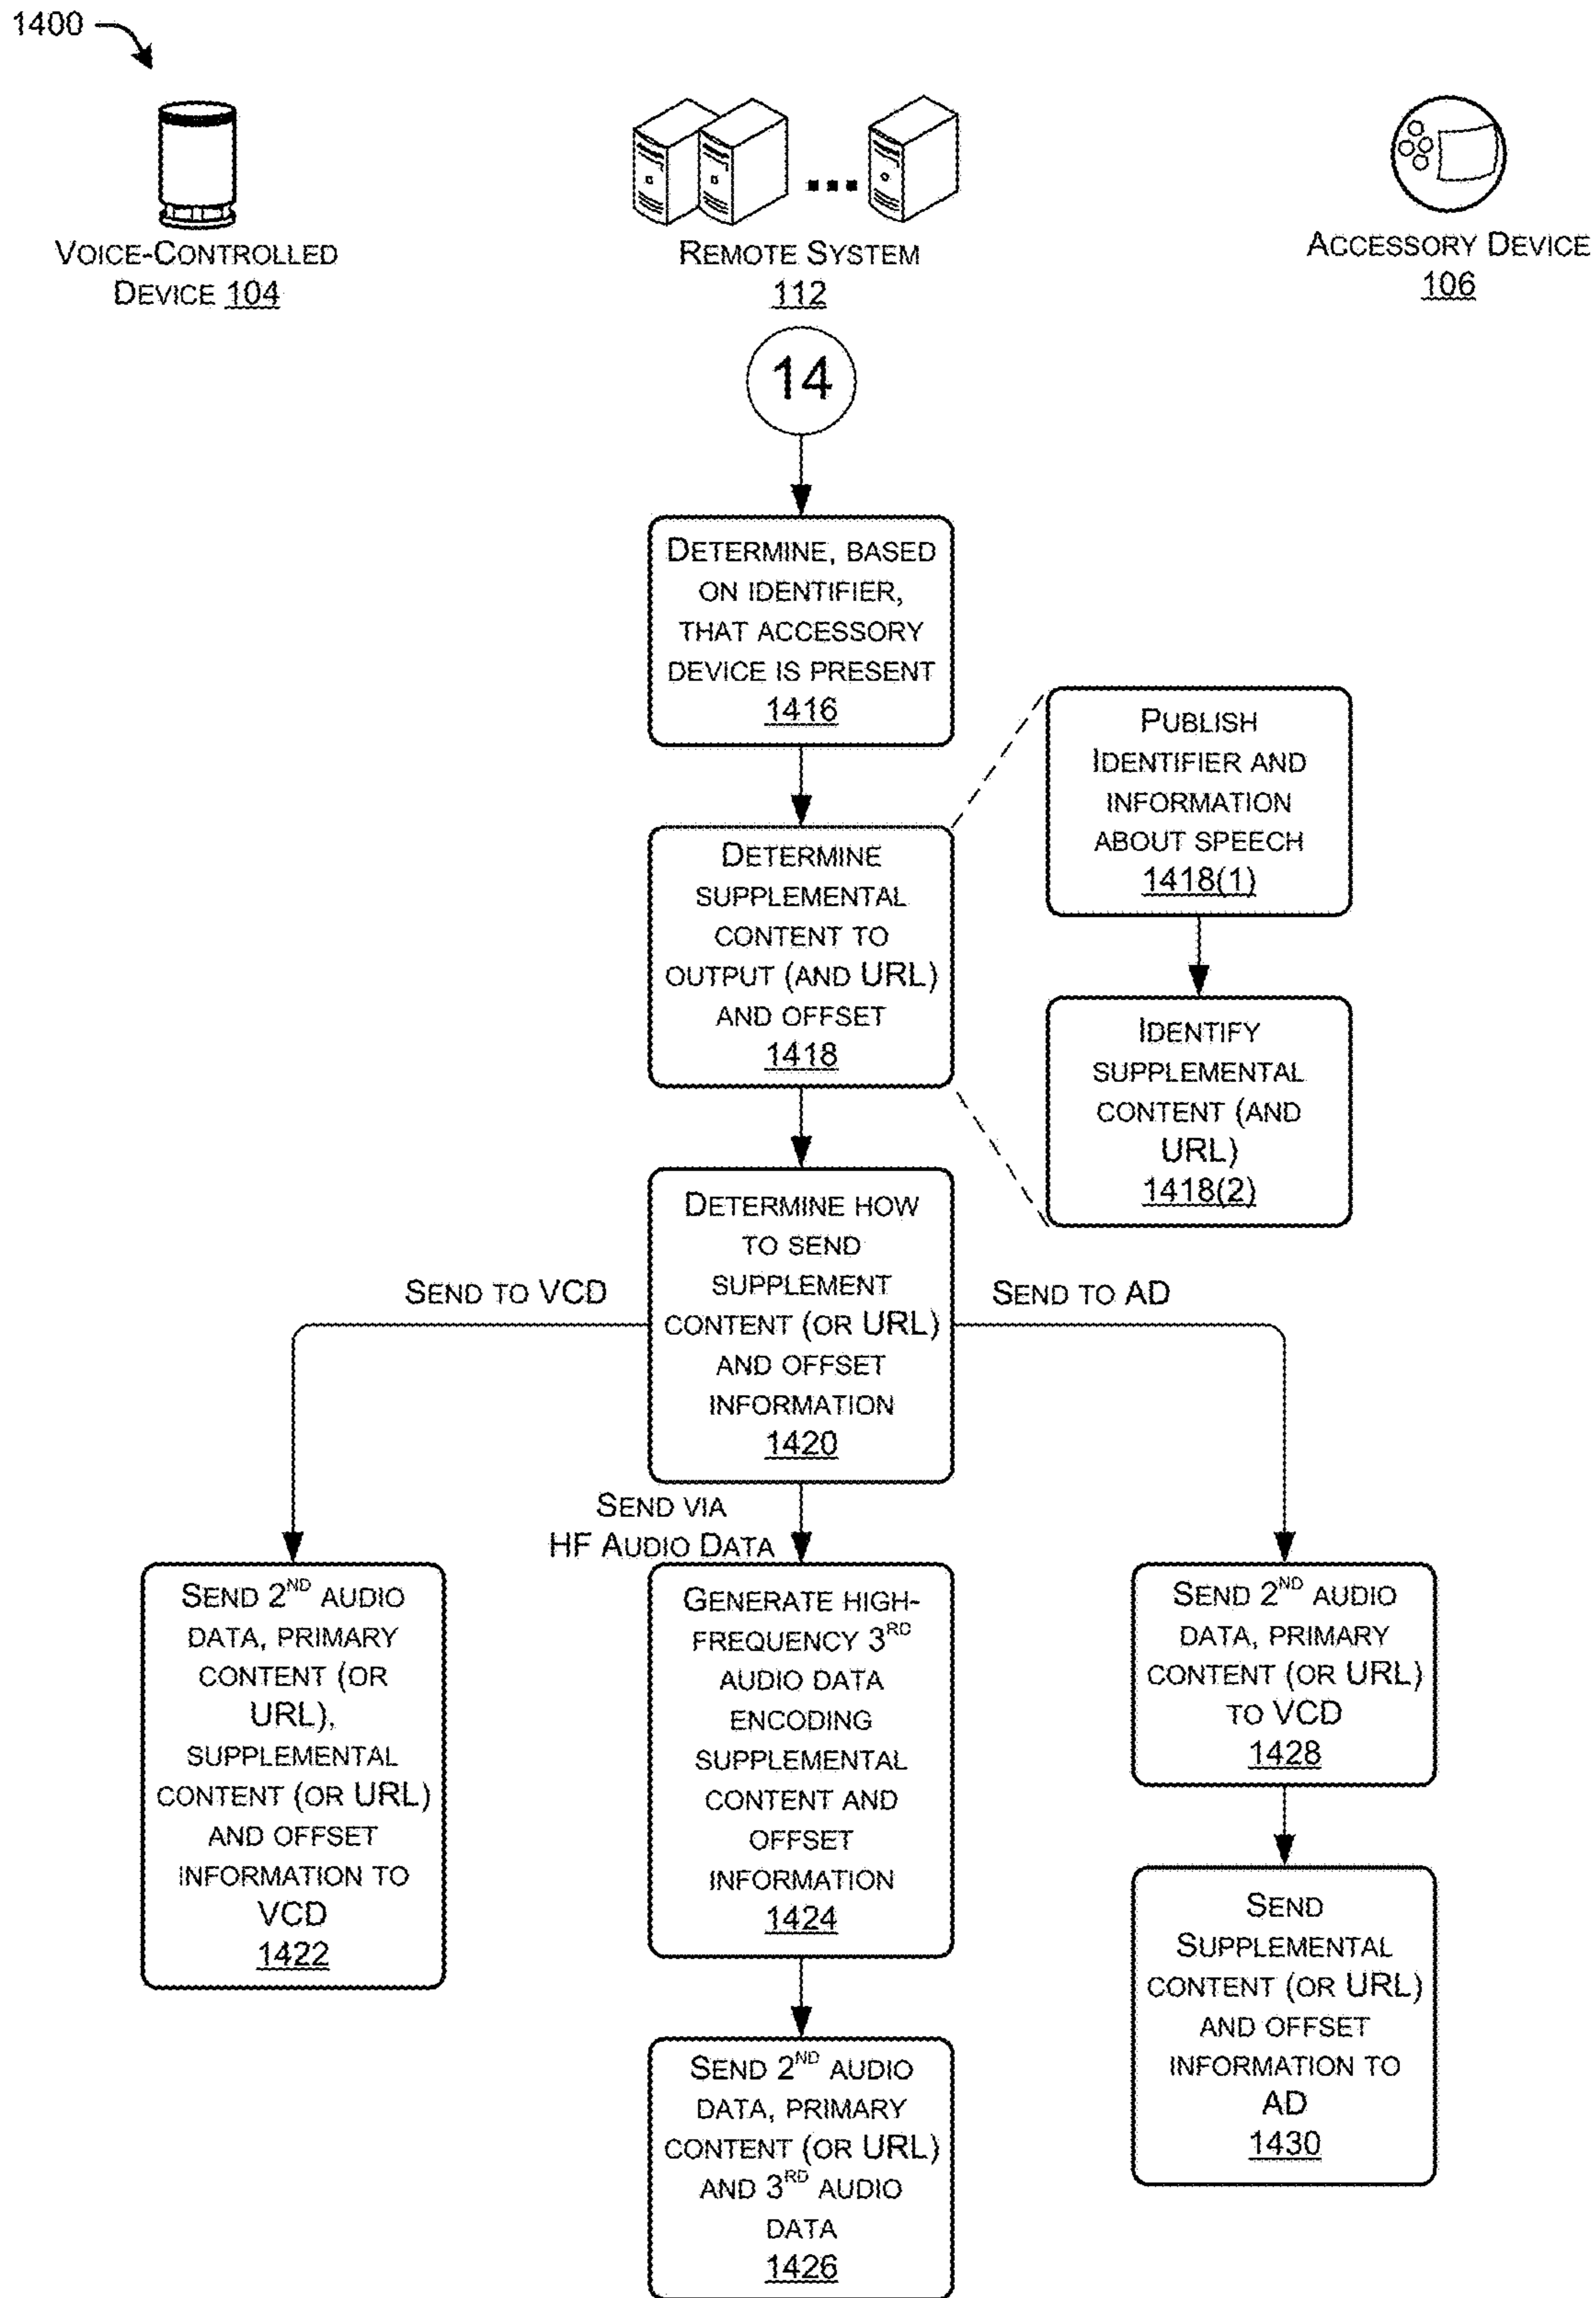 1400
VOICE-CONTROLLED
DEVICE 104
REMOTE SYSTEM
112
ACCESSORY DEVICE
106
14
DETERMINE, BASED
ON IDENTIFIER,
THAT ACCESSORY
DEVICE IS PRESENT
1416
PUBLISH
IDENTIFIER AND
INFORMATION
ABOUT SPEECH
1418(1)
DETERMINE
SUPPLEMENTAL
CONTENT TO
OUTPUT (AND URL)
AND OFFSET
1418
IDENTIFY
SUPPLEMENTAL
CONTENT (AND
URL)
1418(2)
DETERMINE HOW
TO SEND
SUPPLEMENT
CONTENT (OR URL)
AND OFFSET
INFORMATION
1420
SEND TO VCD
SEND TO AD
SEND VIA
HF AUDIO DATA
SEND 2ND AUDIO
DATA, PRIMARY
CONTENT (OR
URL),
SUPPLEMENTAL
CONTENT (OR URL)
AND OFFSET
INFORMATION TO
VCD
1422
GENERATE HIGH-
FREQUENCY 3RD
AUDIO DATA
ENCODING
SUPPLEMENTAL
CONTENT AND
OFFSET
INFORMATION
1424
SEND 2ND AUDIO
DATA, PRIMARY
CONTENT (OR URL)
AND 3RD AUDIO
DATA
1426
SEND 2ND AUDIO
DATA, PRIMARY
CONTENT (OR URL)
TO VCD
1428
SEND
SUPPLEMENTAL
CONTENT (OR URL)
AND OFFSET
INFORMATION TO
AD
1430